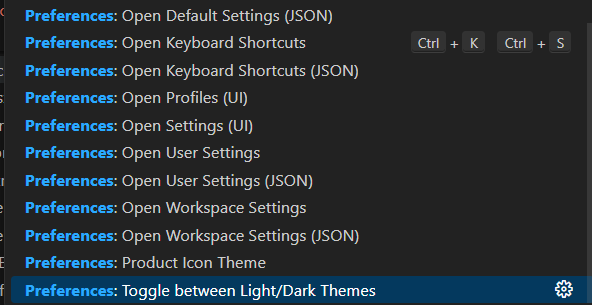 Preferences: Open Default Settings (JSON)
Preferences: Open Keyboard Shortcuts Ctrl + K Ctrl + S
Preferences: Open Keyboard Shortcuts (JSON)
Preferences: Open Profiles (UI)
Preferences: Open Settings (UI)
Preferences: Open User Settings
Preferences: Open User Settings (JSON)
Preferences: Open Workspace Settings
Preferences: Open Workspace Settings (JSON)
Preferences: Product Icon Theme
Preferences: Toggle between Light/Dark Themes